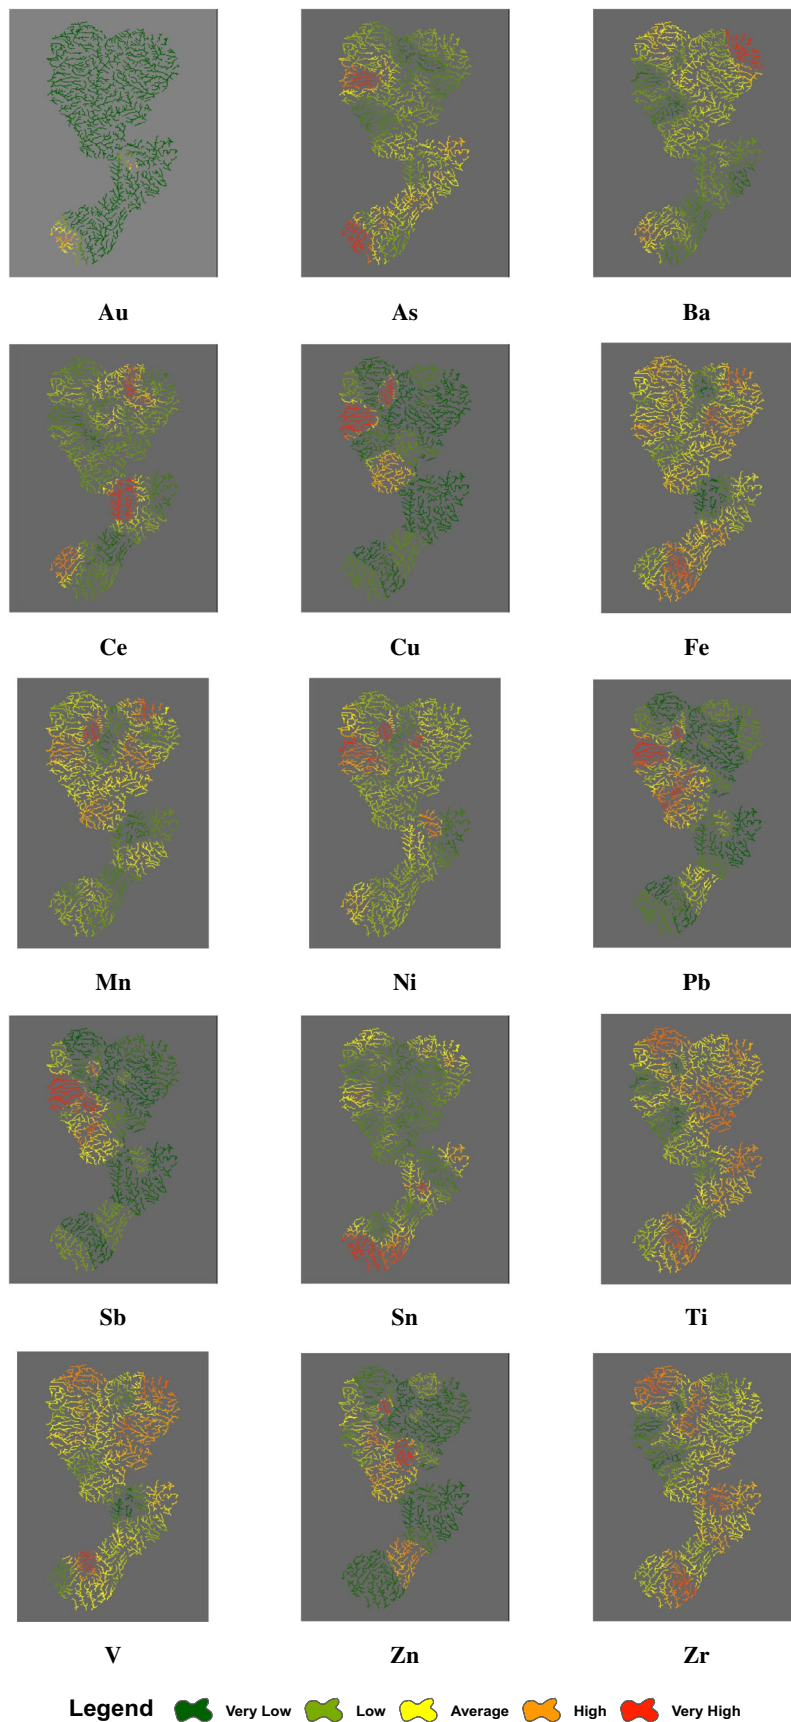 Au As Ba
Ce Cu Fe
Mn Ni Pb
Sb Sn Ti
V Zn Zr
Legend Very Low Low Average High Very High